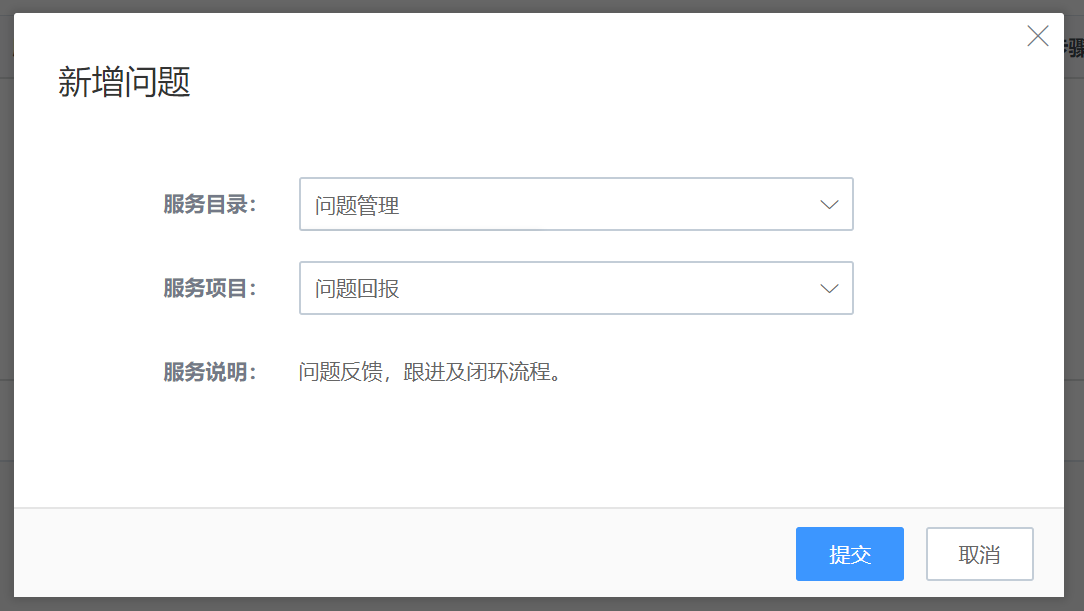 新增问题
服务目录：
问题管理
服务项目：
问题回报
服务说明：
问题反馈，跟进及闭环流程。
提交
取消